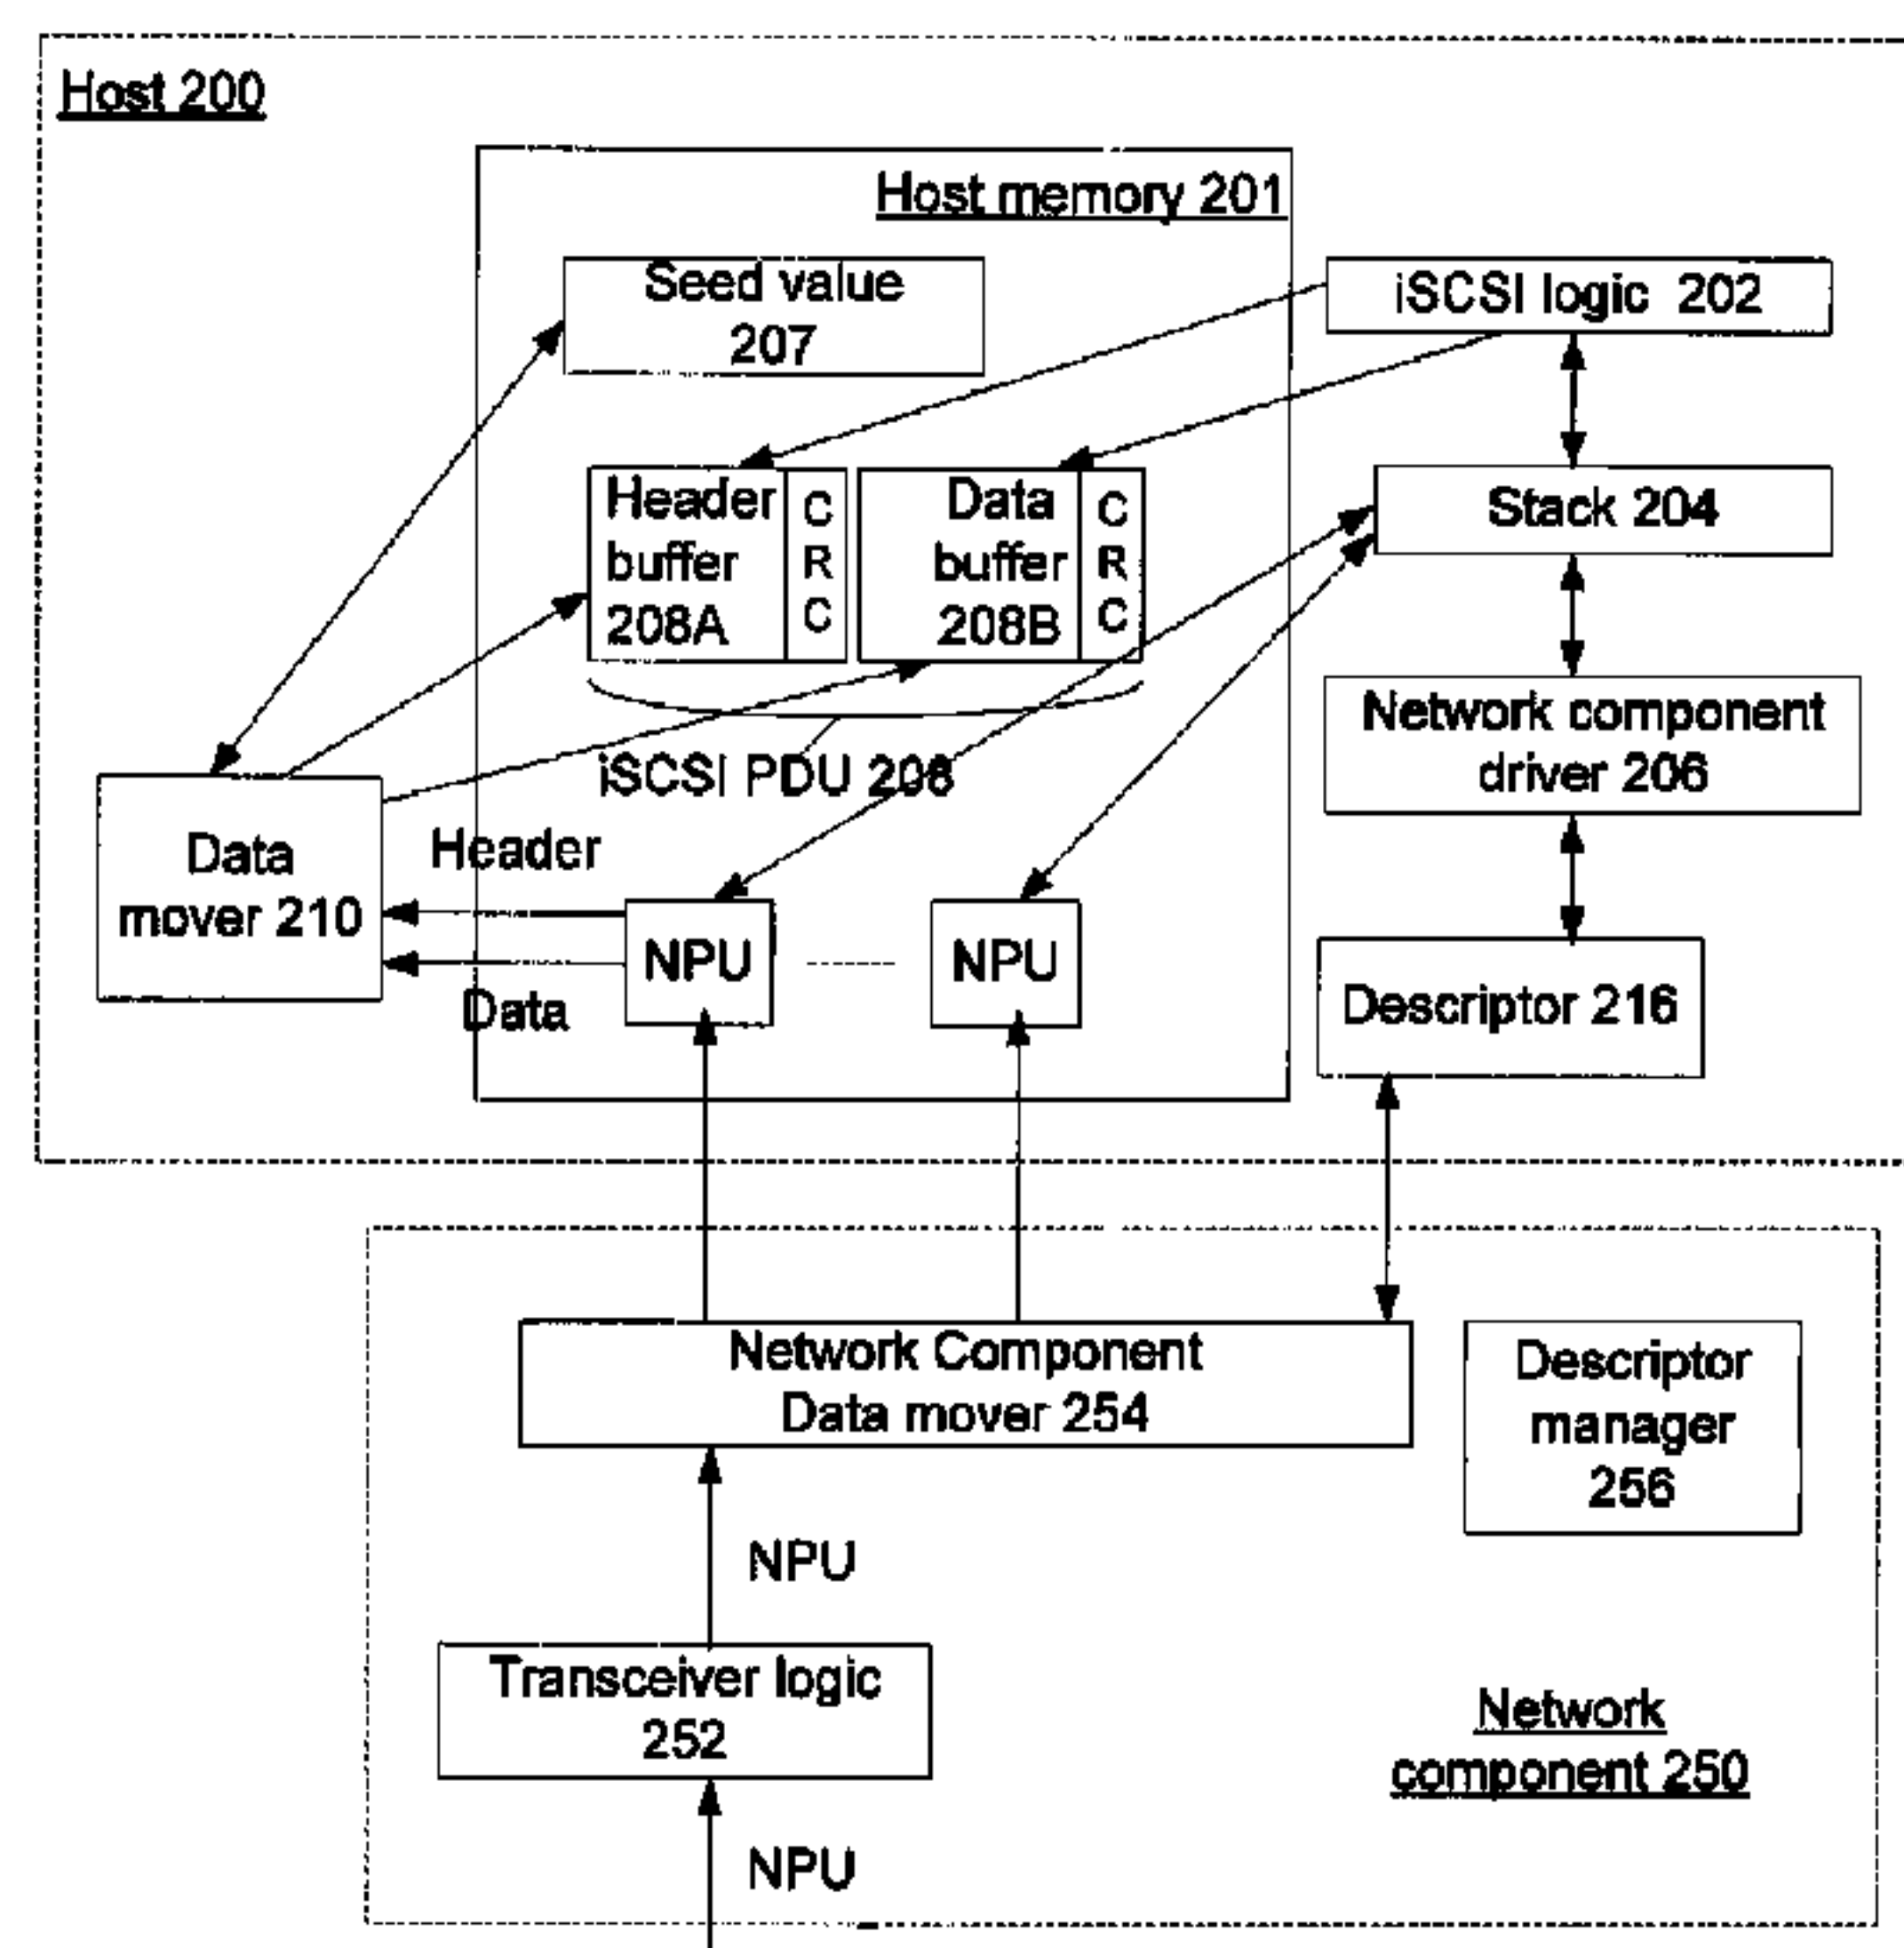 Host 200
Host memory 201
Seed value
207
iSCSI logic 202
Header
buffer
208A
C
R
C
Data
buffer
208B
C
R
C
Stack 204
Network component
driver 206
iSCSI PDU 208
Data
mover 210
Header
Data
NPU
NPU
Descriptor 216
Network Component
Data mover 254
Descriptor
manager
256
NPU
Transceiver logic
252
Network
component 250
NPU